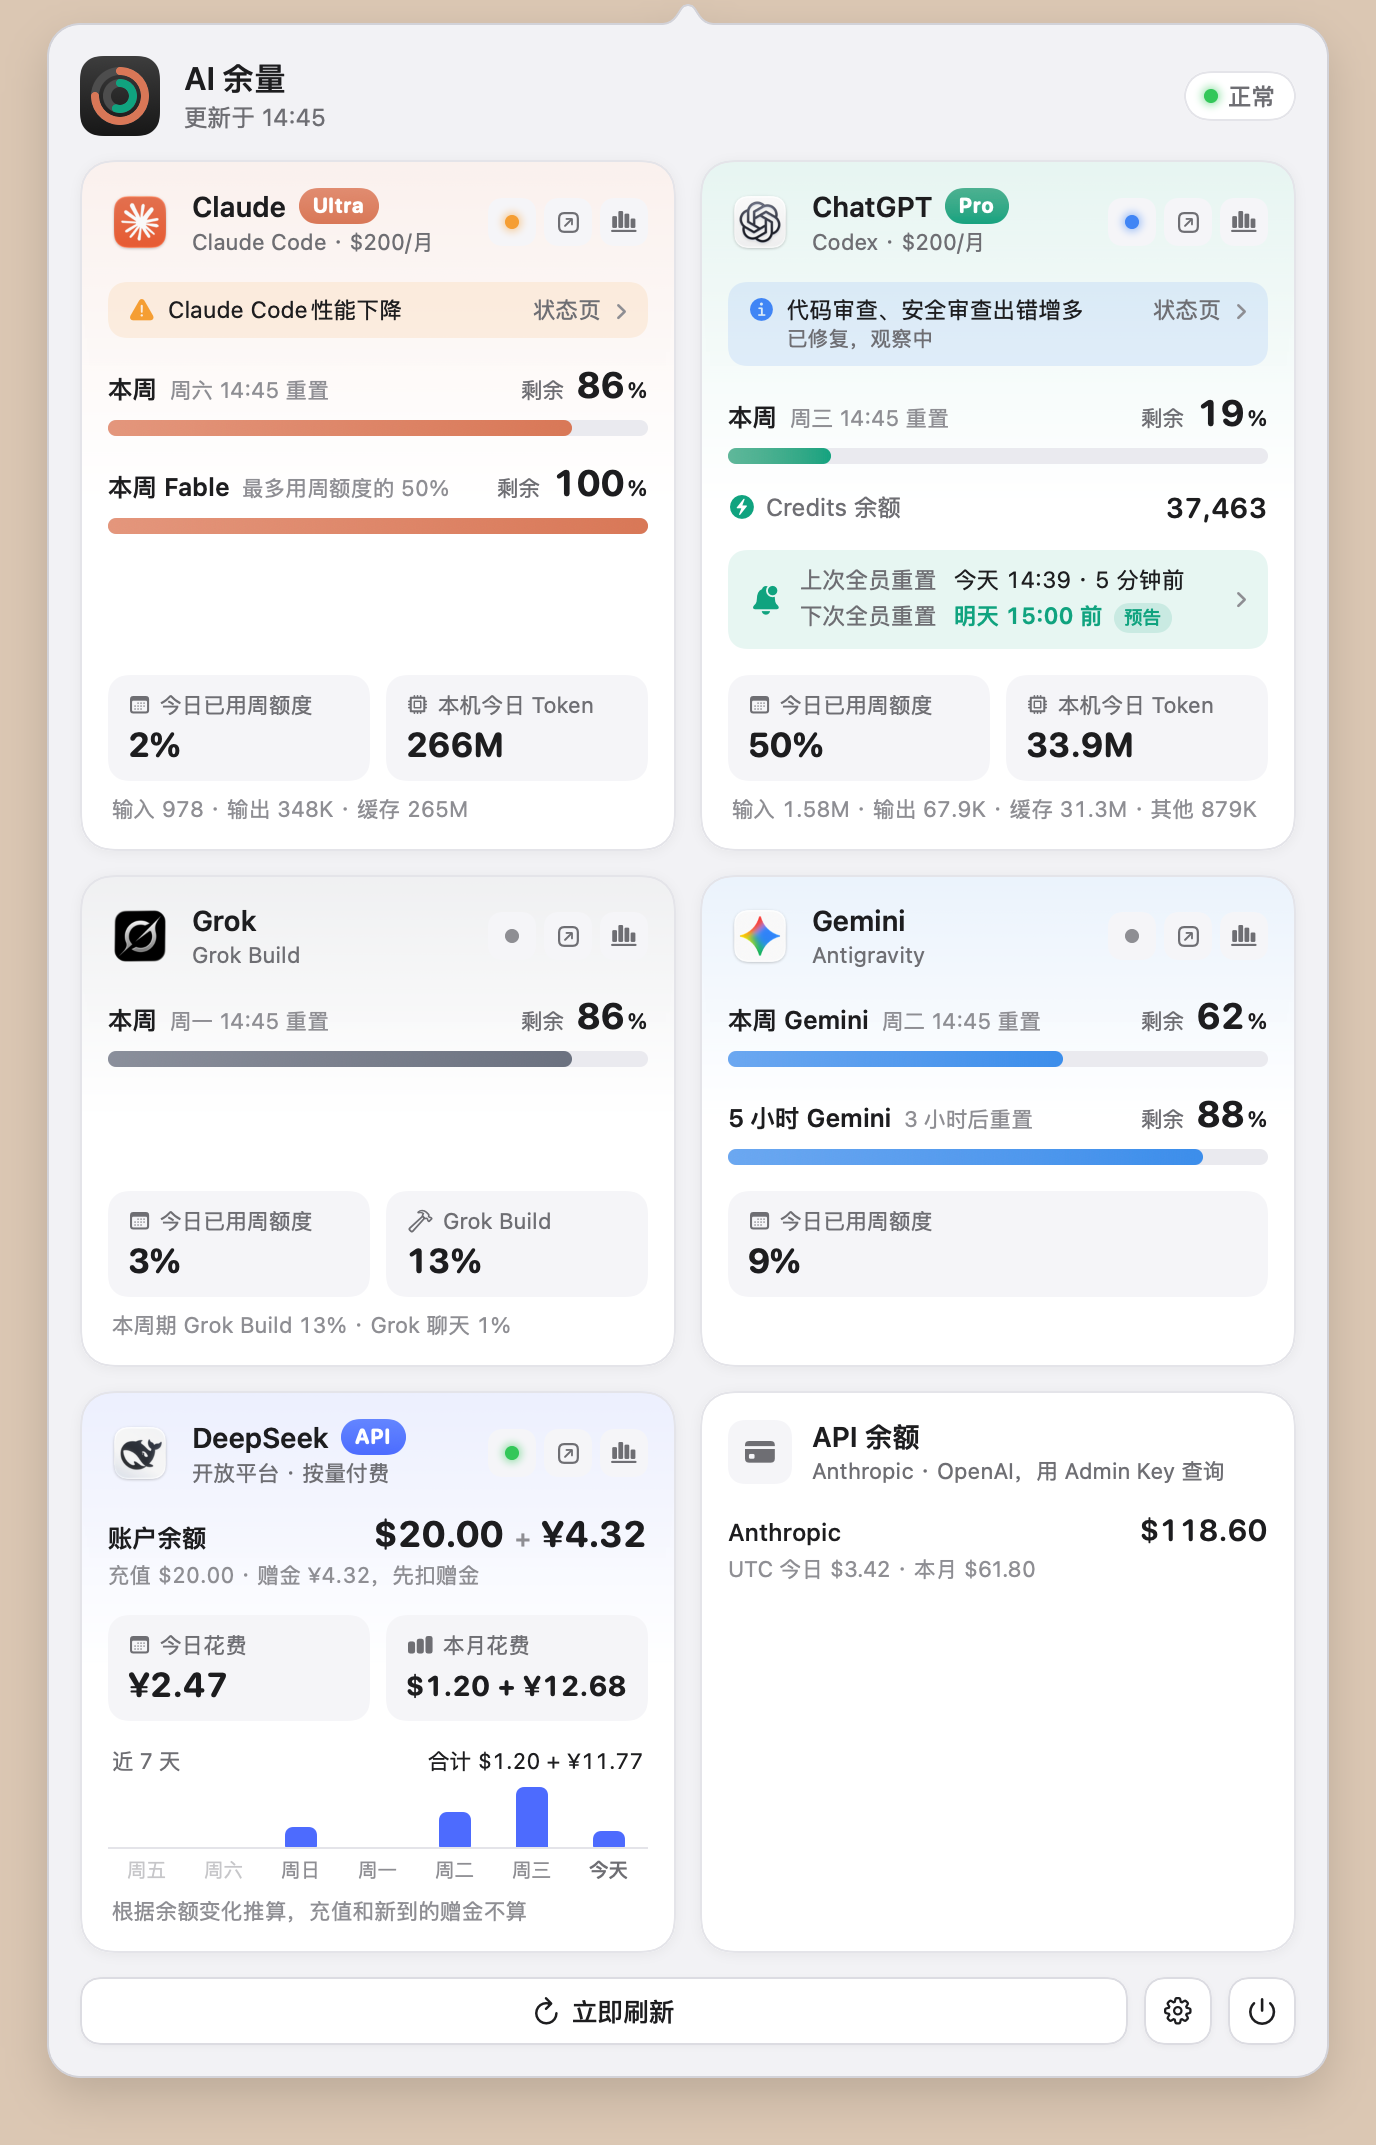 AI 余量
更新于 14:45
正常
Claude Ultra
Claude Code · $200/月
Claude Code性能下降 状态页
本周 周六 14:45 重置 剩余 86%
本周 Fable 最多用周额度的 50% 剩余 100%
今日已用周额度
2%
本机今日 Token
266M
输入 978 · 输出 348K · 缓存 265M
ChatGPT Pro
Codex · $200/月
代码审查、安全审查出错增多 状态页
已修复，观察中
本周 周三 14:45 重置 剩余 19%
Credits 余额 37,463
上次全员重置 今天 14:39 · 5 分钟前
下次全员重置 明天 15:00 前 预告
今日已用周额度
50%
本机今日 Token
33.9M
输入 1.58M · 输出 67.9K · 缓存 31.3M · 其他 879K
Grok
Grok Build
本周 周一 14:45 重置 剩余 86%
今日已用周额度
3%
Grok Build
13%
本周期 Grok Build 13% · Grok 聊天 1%
Gemini
Antigravity
本周 Gemini 周二 14:45 重置 剩余 62%
5 小时 Gemini 3 小时后重置 剩余 88%
今日已用周额度
9%
DeepSeek API
开放平台 · 按量付费
账户余额 $20.00 + ¥4.32
充值 $20.00 · 赠金 ¥4.32，先扣赠金
今日花费
¥2.47
本月花费
$1.20 + ¥12.68
近 7 天 合计 $1.20 + ¥11.77
周五 周六 周日 周一 周二 周三 今天
根据余额变化推算，充值和新到的赠金不算
API 余额
Anthropic · OpenAI，用 Admin Key 查询
Anthropic $118.60
UTC 今日 $3.42 · 本月 $61.80
立即刷新